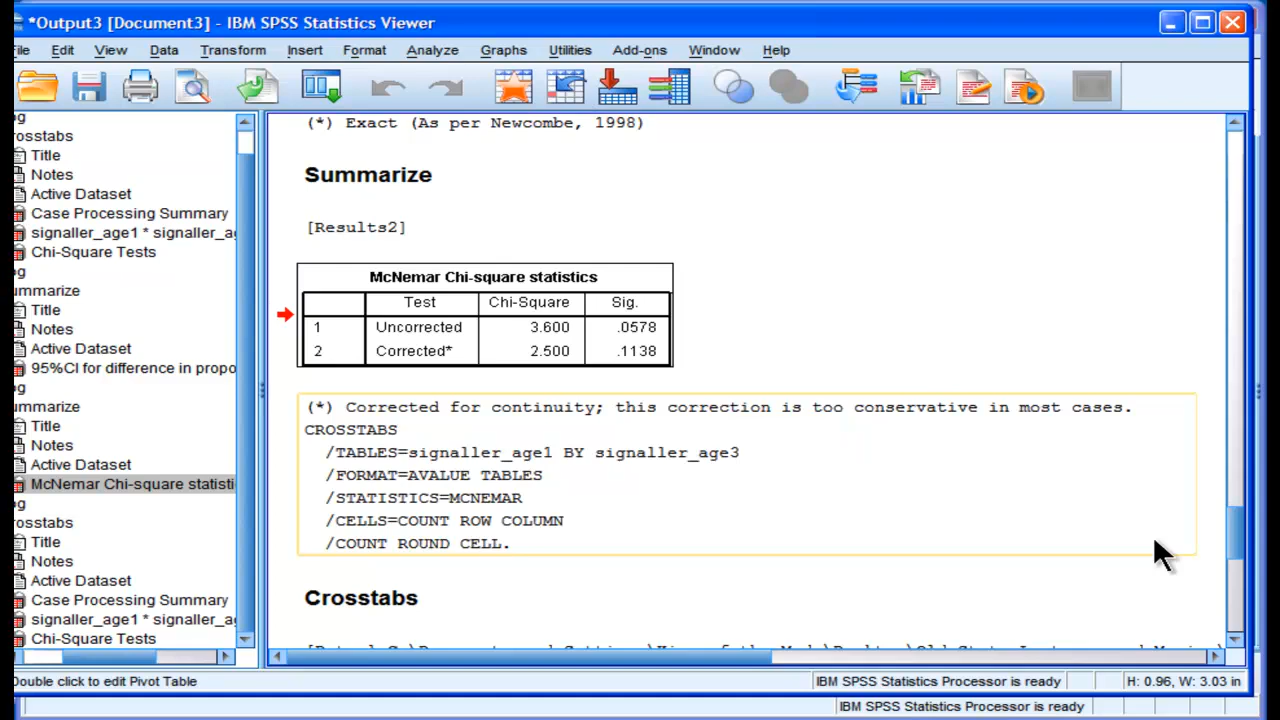 *Output3 [Document3] - IBM SPSS Statistics Viewer
ile Edit View Data Transform Insert Format Analyze Graphs Utilities Add-ons Window Help
og
rosstabs
Title
Notes
Active Dataset
Case Processing Summary
signaller_age1 * signaller_ag
Chi-Square Tests
og
ummarize
Title
Notes
Active Dataset
95%CI for difference in propo
og
ummarize
Title
Notes
Active Dataset
McNemar Chi-square statisti
og
rosstabs
Title
Notes
Active Dataset
Case Processing Summary
signaller_age1 * signaller_ag
Chi-Square Tests
(*) Exact (As per Newcombe, 1998)
Summarize
[Results2]
McNemar Chi-square statistics
Test Chi-Square Sig.
1 Uncorrected 3.600 .0578
2 Corrected* 2.500 .1138
(*) Corrected for continuity; this correction is too conservative in most cases.
CROSSTABS
/TABLES=signaller_age1 BY signaller_age3
/FORMAT=AVALUE TABLES
/STATISTICS=MCNEMAR
/CELLS=COUNT ROW COLUMN
/COUNT ROUND CELL.
Crosstabs
Double click to edit Pivot Table IBM SPSS Statistics Processor is ready H: 0.96, W: 3.03 in
IBM SPSS Statistics Processor is ready